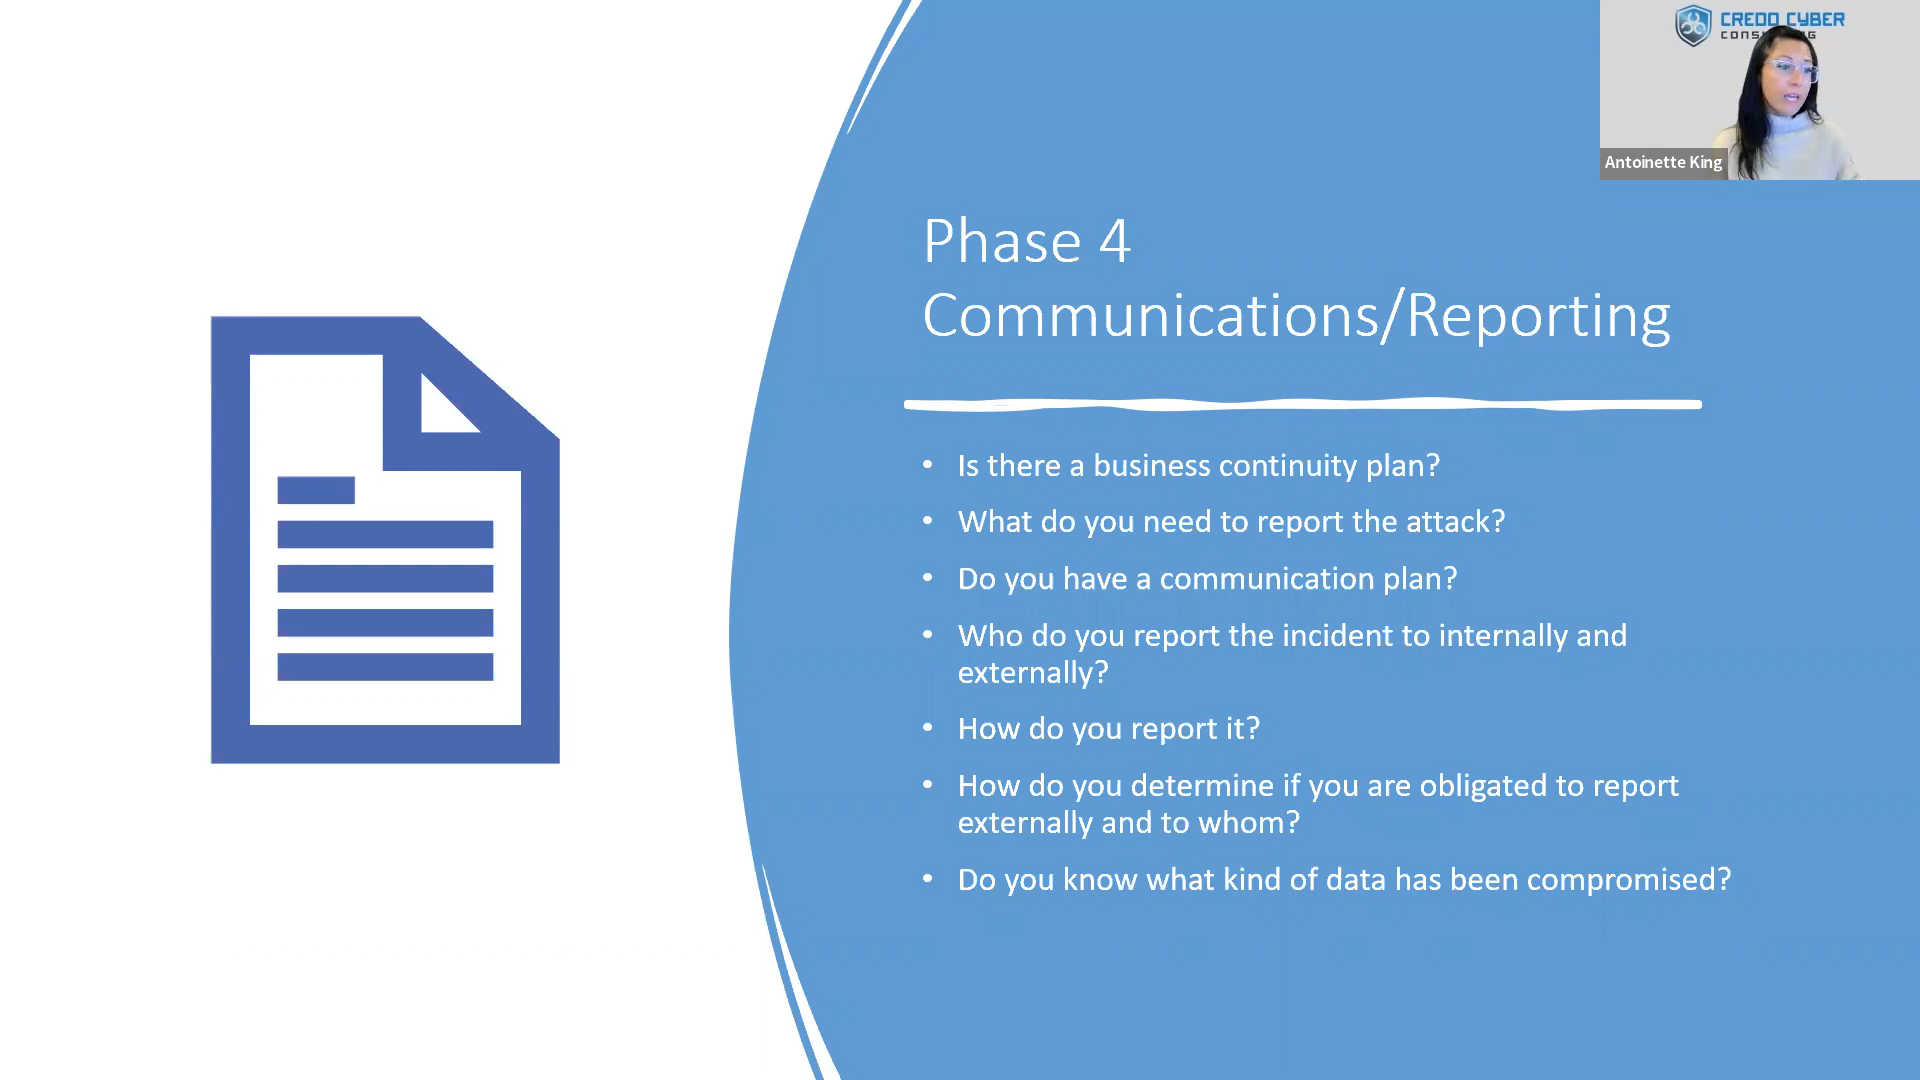 CREDO CYBER
Antoinette King
Phase 4
Communications/Reporting
• Is there a business continuity plan?
• What do you need to report the attack?
• Do you have a communication plan?
• Who do you report the incident to internally and
externally?
• How do you report it?
• How do you determine if you are obligated to report
externally and to whom?
• Do you know what kind of data has been compromised?